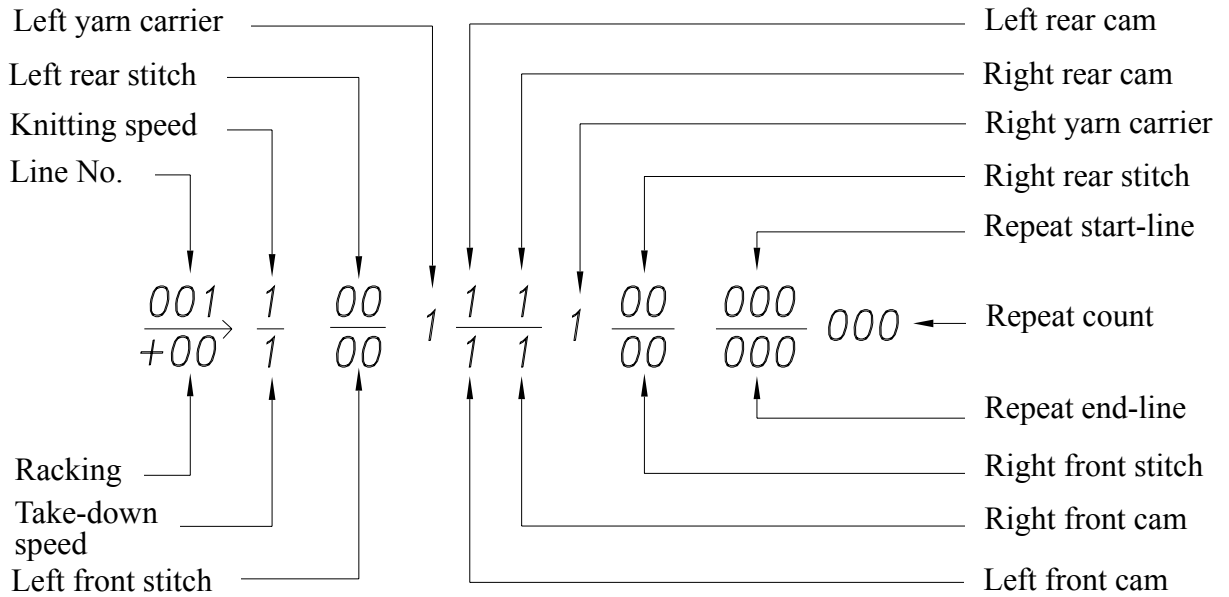 Left yarn carrier
Left rear stitch
Knitting speed
Line No.
Left rear cam
Right rear cam
Right yarn carrier
Right rear stitch
Repeat start-line
001 1 00 1 1 1 1 00 000 000
+00 1 00 1 1 00 000
Repeat count
Repeat end-line
Right front stitch
Right front cam
Left front cam
Racking
Take-down
speed
Left front stitch